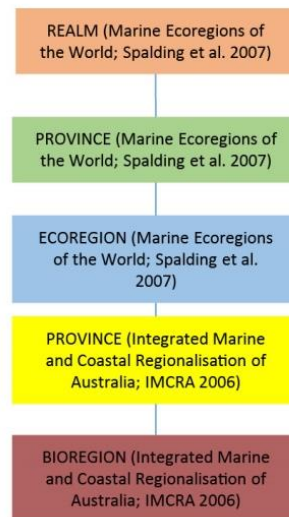 REALM (Marine Ecoregions of
the World; Spalding et al. 2007)
PROVINCE (Marine Ecoregions of
the World; Spalding et al. 2007)
ECOREGION (Marine Ecoregions
of the World; Spalding et al.
2007)
PROVINCE (Integrated Marine
and Coastal Regionalisation of
Australia; IMCRA 2006)
BIOREGION (Integrated Marine
and Coastal Regionalisation of
Australia; IMCRA 2006)